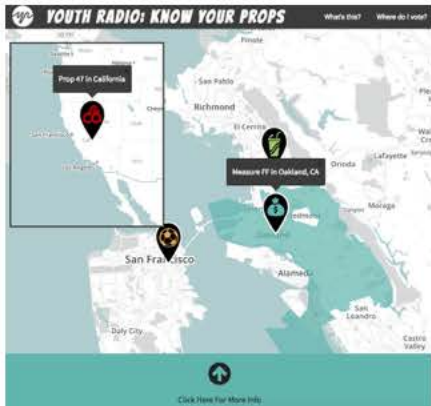 YOUTH RADIO: KNOW YOUR PROPS
What's this?
Where do I vote?
Pinole
Prop 47 in California
San Pablo
Richmond
El Cerrito
Orinda
Lafayette
Measure FF in Oakland, CA
Moraga
San Francisco
Los Angeles
San Francisco
Alameda
San Leandro
Daly City
Castro Valley
Click Here For More Info